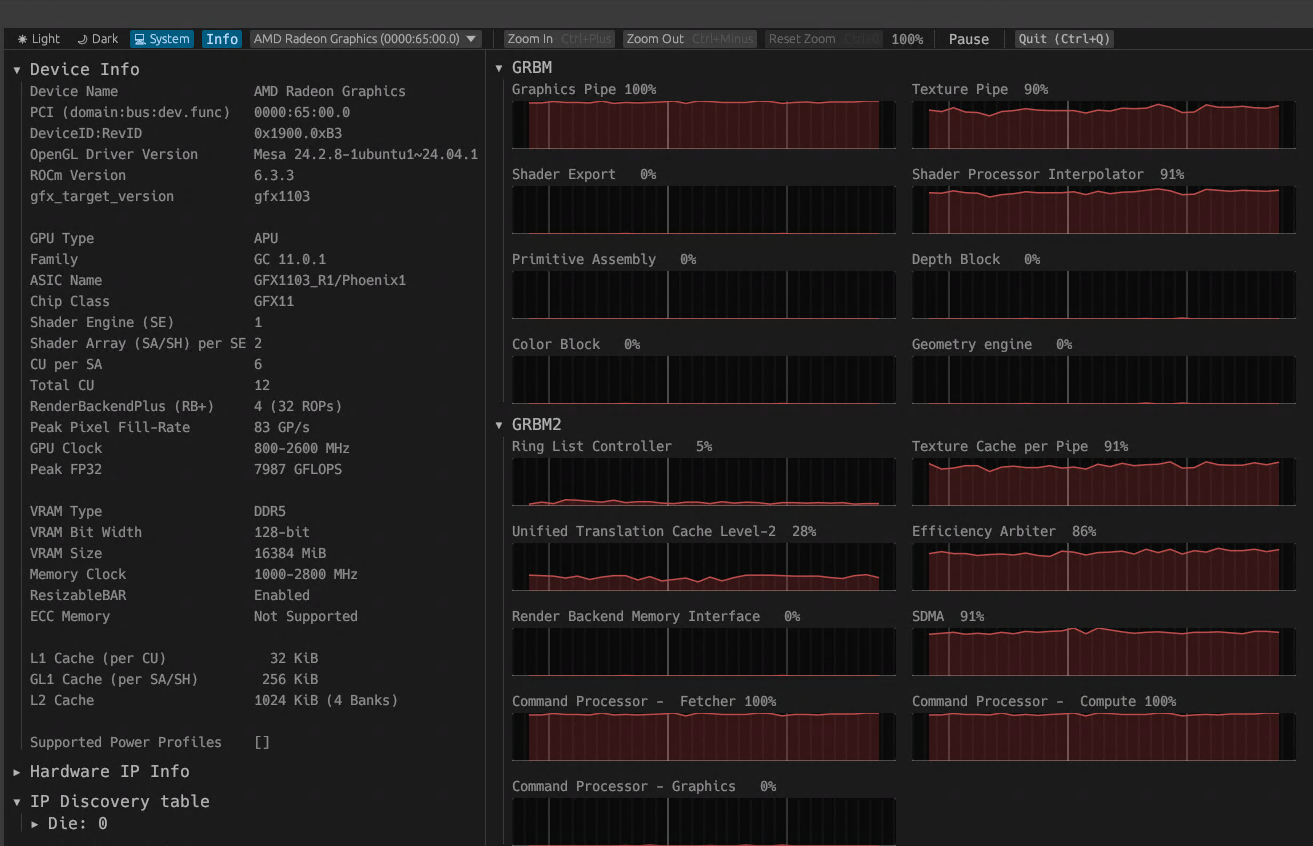 Light Dark System Info AMD Radeon Graphics (0000:65:00.0) Zoom In Ctrl+Plus Zoom Out Ctrl+Minus Reset Zoom 100% Pause Quit (Ctrl+Q)
Device Info
Device Name AMD Radeon Graphics
PCI (domain:bus:dev.func) 0000:65:00.0
DeviceID:RevID 0x1900.0xB3
OpenGL Driver Version Mesa 24.2.8-1ubuntu1~24.04.1
ROCm Version 6.3.3
gfx_target_version gfx1103
GPU Type APU
Family GC 11.0.1
ASIC Name GFX1103_R1/Phoenix1
Chip Class GFX11
Shader Engine (SE) 1
Shader Array (SA/SH) per SE 2
CU per SA 6
Total CU 12
RenderBackendPlus (RB+) 4 (32 ROPs)
Peak Pixel Fill-Rate 83 GP/s
GPU Clock 800-2600 MHz
Peak FP32 7987 GFLOPS
VRAM Type DDR5
VRAM Bit Width 128-bit
VRAM Size 16384 MiB
Memory Clock 1000-2800 MHz
ResizableBAR Enabled
ECC Memory Not Supported
L1 Cache (per CU) 32 KiB
GL1 Cache (per SA/SH) 256 KiB
L2 Cache 1024 KiB (4 Banks)
Supported Power Profiles []
Hardware IP Info
IP Discovery table
Die: 0
GRBM
Graphics Pipe 100% Texture Pipe 90%
Shader Export 0% Shader Processor Interpolator 91%
Primitive Assembly 0% Depth Block 0%
Color Block 0% Geometry engine 0%
GRBM2
Ring List Controller 5% Texture Cache per Pipe 91%
Unified Translation Cache Level-2 28% Efficiency Arbiter 86%
Render Backend Memory Interface 0% SDMA 91%
Command Processor - Fetcher 100% Command Processor - Compute 100%
Command Processor - Graphics 0%